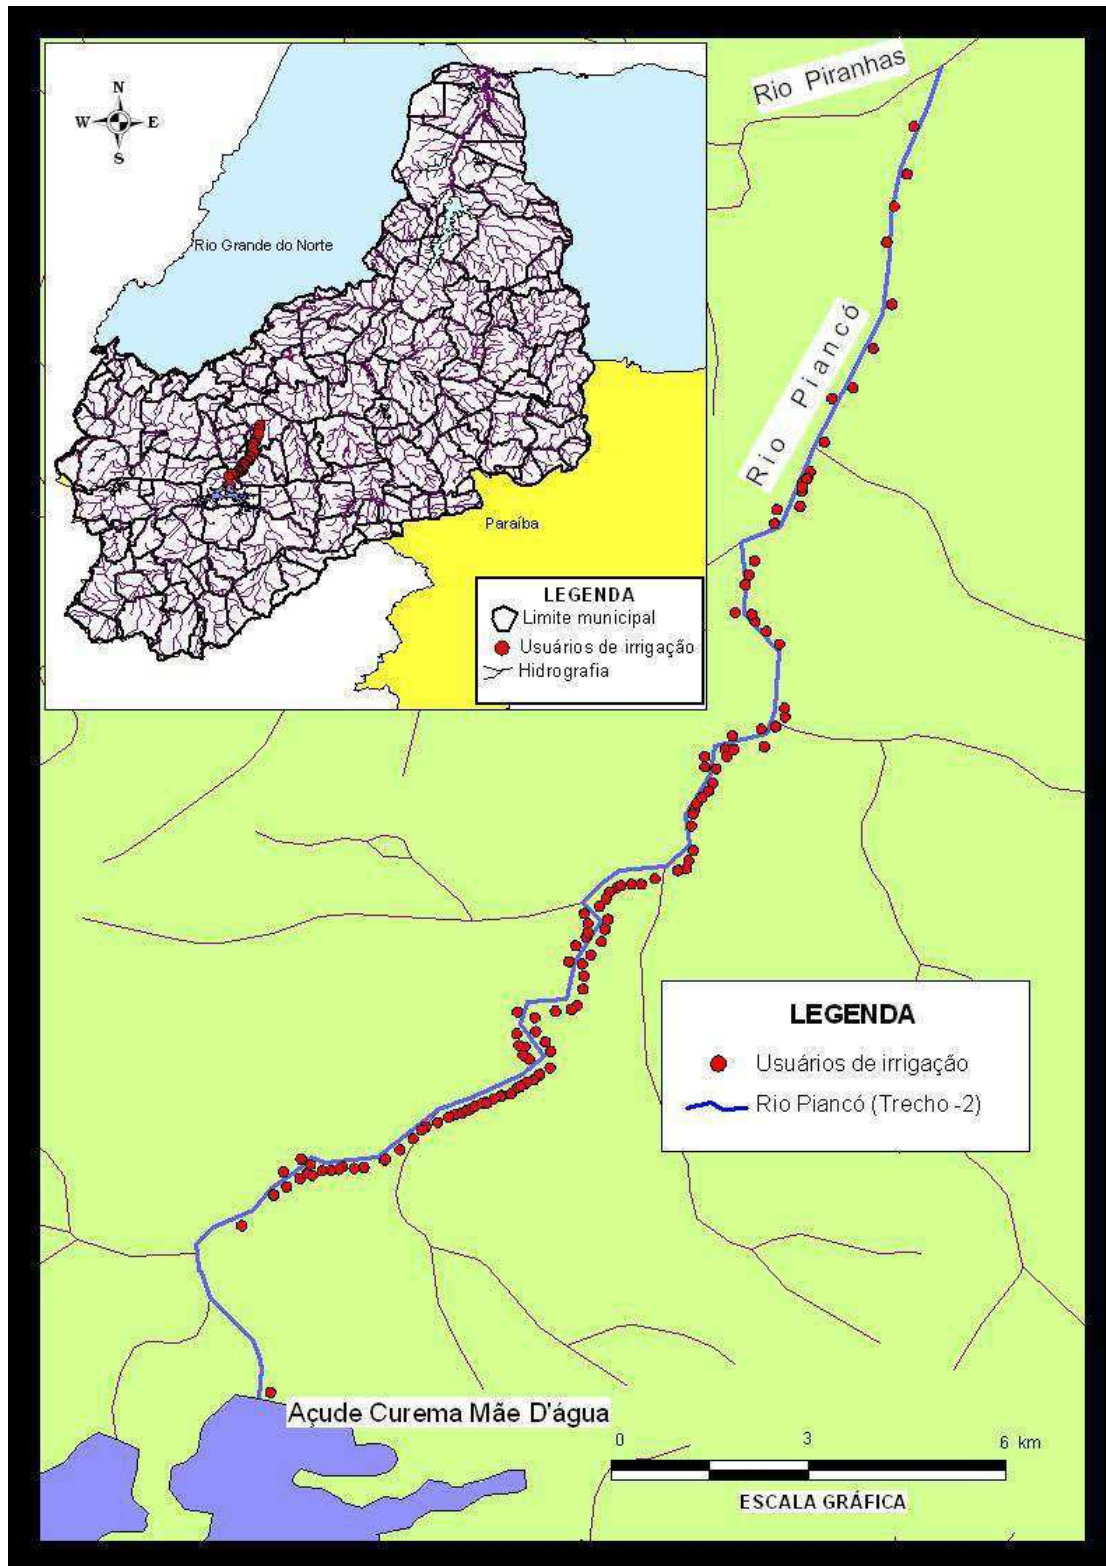 Rio Piranhas
N
W E
S
Rio Grande do Norte
Rio Piancó
Paraíba
LEGENDA
Limite municipal
Usuários de irrigação
Hidrografia
LEGENDA
Usuários de irrigação
Rio Piancó (Trecho -2)
Açude Curema Mãe D'água
0 3 6 km
ESCALA GRÁFICA